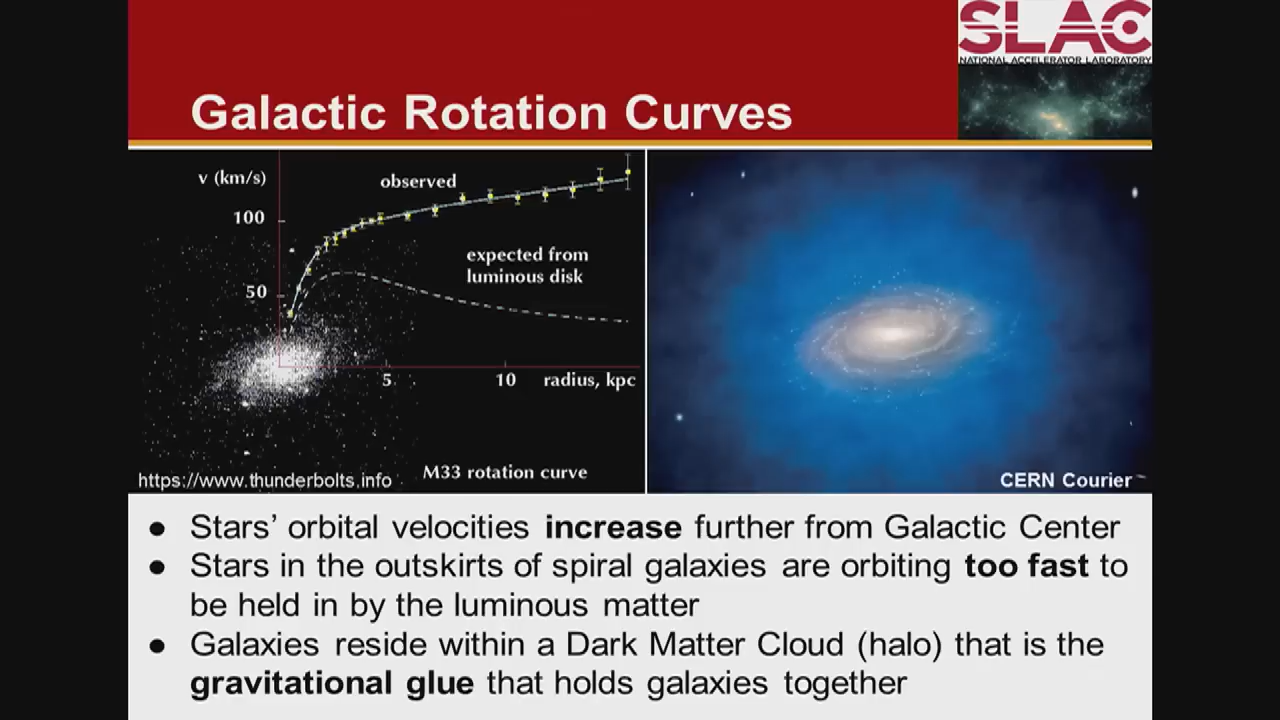 SLAC
NATIONAL ACCELERATOR LABORATORY
Galactic Rotation Curves
v (km/s)
observed
100
expected from
luminous disk
50
5
10
radius, kpc
M33 rotation curve
https://www.thunderbolts.info
CERN Courier
● Stars’ orbital velocities increase further from Galactic Center
● Stars in the outskirts of spiral galaxies are orbiting too fast to
be held in by the luminous matter
● Galaxies reside within a Dark Matter Cloud (halo) that is the
gravitational glue that holds galaxies together